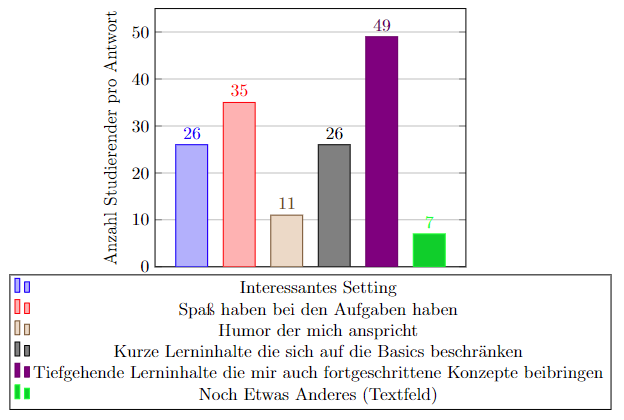 Anzahl Studierender pro Antwort
50
40
30
20
10
0
26
35
11
26
49
7
Interessantes Setting
Spaß haben bei den Aufgaben haben
Humor der mich anspricht
Kurze Lerninhalte die sich auf die Basics beschränken
Tiefgehende Lerninhalte die mir auch fortgeschrittene Konzepte beibringen
Noch Etwas Anderes (Textfeld)